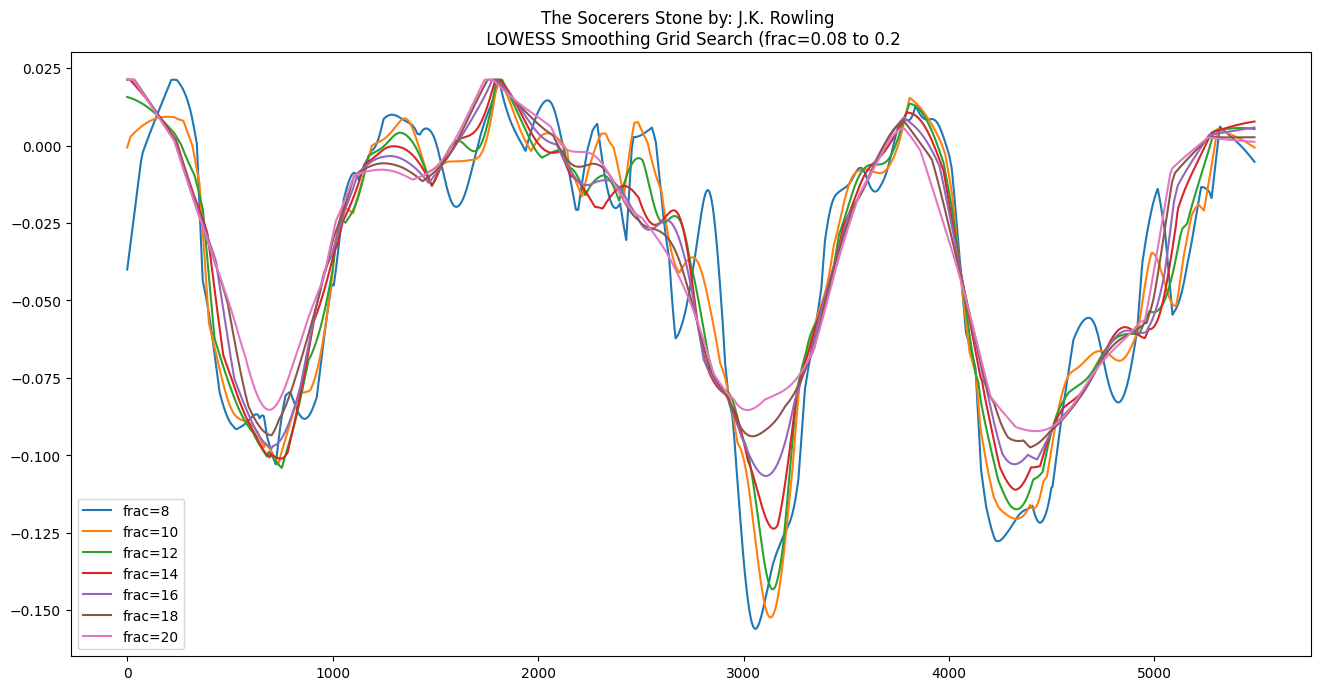 The Socerers Stone by: J.K. Rowling
LOWESS Smoothing Grid Search (frac=0.08 to 0.2
0.025
0.000
−0.025
−0.050
−0.075
−0.100
−0.125
−0.150
frac=8
frac=10
frac=12
frac=14
frac=16
frac=18
frac=20
0 1000 2000 3000 4000 5000